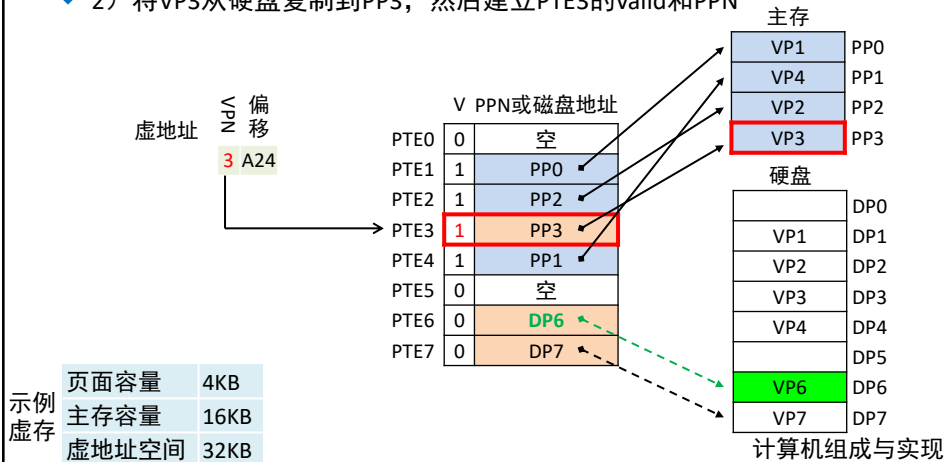 2）将VP3从硬盘复制到PP3，然后建立PTE3的Valid和PPN
主存
VP1 PP0
VP4 PP1
VP2 PP2
VP3 PP3
虚地址
VPN 偏移
3 A24
V PPN或磁盘地址
PTE0 0 空
PTE1 1 PP0
PTE2 1 PP2
PTE3 1 PP3
PTE4 1 PP1
PTE5 0 空
PTE6 0 DP6
PTE7 0 DP7
硬盘
DP0
VP1 DP1
VP2 DP2
VP3 DP3
VP4 DP4
DP5
VP6 DP6
VP7 DP7
示例虚存
页面容量 4KB
主存容量 16KB
虚地址空间 32KB
计算机组成与实现